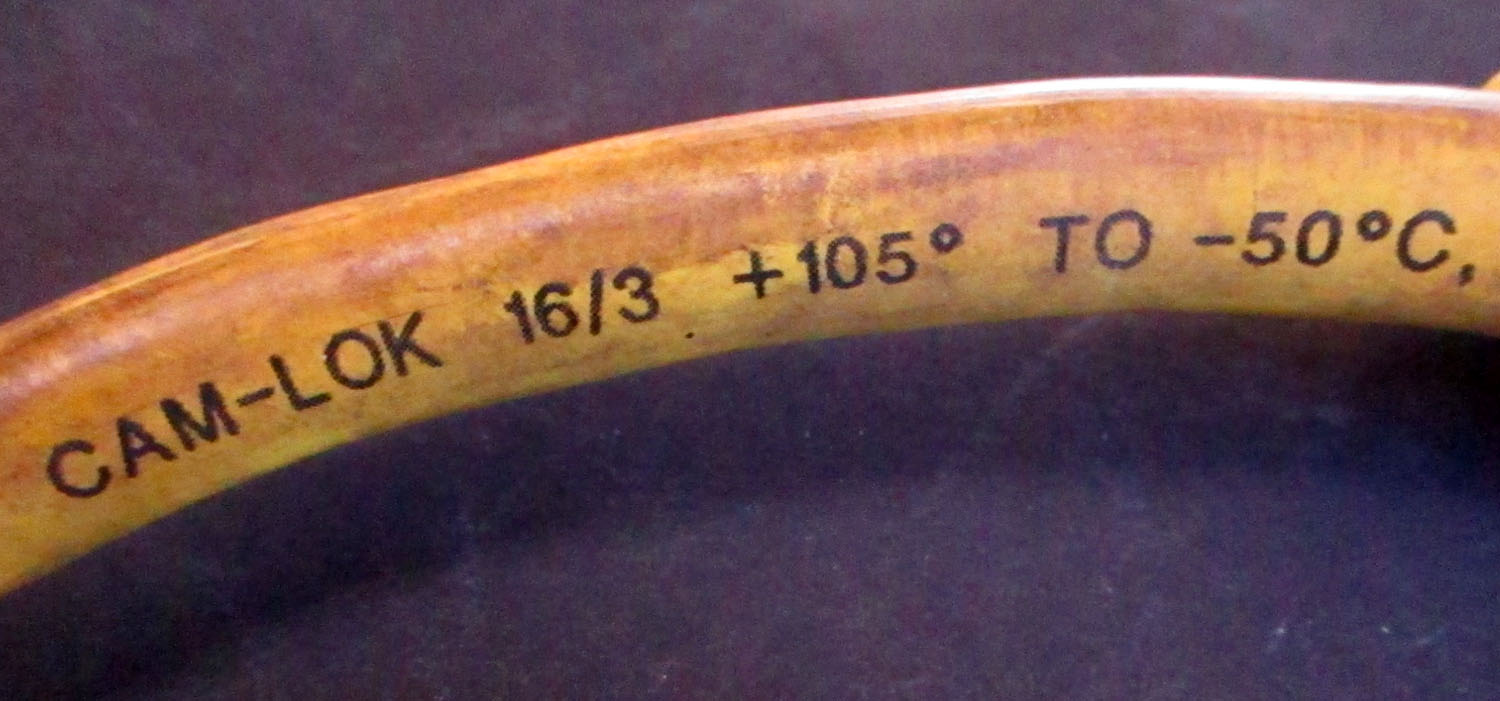 CAM-LOK 16/3 +105° TO -50°C,